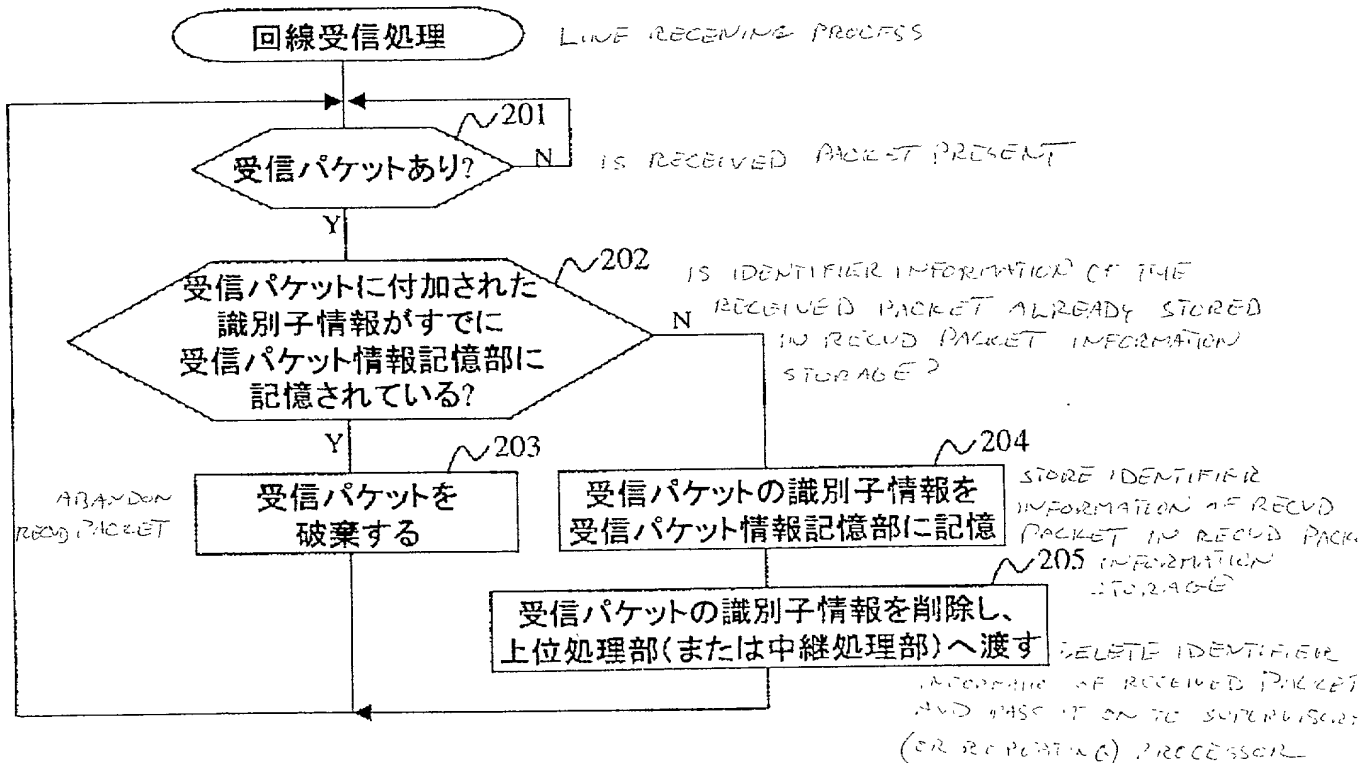 回線受信処理
LINE RECEIVING PROCESS
201
受信パケットあり?
N
IS RECEIVED PACKET PRESENT
Y
202
受信パケットに付加された
識別子情報がすでに
受信パケット情報記憶部に
記憶されている?
N
IS IDENTIFIER INFORMATION OF THE
RECEIVED PACKET ALREADY STORED
IN RECVD PACKET INFORMATION
STORAGE?
Y
203
受信パケットを
破棄する
ABANDON
RECVD PACKET
204
受信パケットの識別子情報を
受信パケット情報記憶部に記憶
STORE IDENTIFIER
INFORMATION OF RECVD
PACKET IN RECVD PACK
INFORMATION
STORAGE
205
受信パケットの識別子情報を削除し、
上位処理部(または中継処理部)へ渡す
DELETE IDENTIFIER
OF RECEIVED PACKET
AND PASS IT ON TO
(OR REPEATING) PROCESSOR